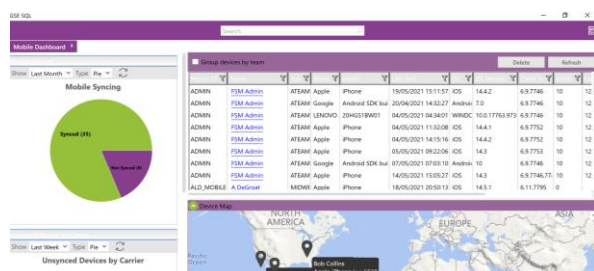 GSE SQL
Search
Mobile Dashboard ×
Show Last Month Type Pie
Mobile Syncing
Synced (35)
Not Synced (8)
Show Last Week Type Pie
Unsynced Devices by Carrier
Group devices by team
Delete Refresh
ADMIN FSM Admin ATEAM Apple iPhone 19/05/2021 15:11:57 iOS 14.4.2 6.9.7746 10 12
ADMIN FSM Admin ATEAM Google Android SDK bui 20/04/2021 14:32:27 Androi 7.0 6.9.7746 10 12
ADMIN FSM Admin ATEAM LENOVO 20HGS1BW01 04/05/2021 04:34:01 WINDC 10.0.17763.973 6.9.7746 10 12
ADMIN FSM Admin ATEAM Apple iPhone 04/05/2021 11:32:08 iOS 14.4.1 6.9.7752 10 12
ADMIN FSM Admin ATEAM Apple iPhone 04/05/2021 14:15:16 iOS 14.4.2 6.9.7752 10 12
ADMIN FSM Admin ATEAM Apple iPhone 05/05/2021 09:22:06 iOS 14.3 6.9.7753 10 12
ADMIN FSM Admin ATEAM Google Android SDK bui 07/05/2021 07:03:10 Androi 10 6.9.7746 10 12
ADMIN FSM Admin ATEAM Apple iPhone 14/05/2021 15:05:27 iOS 14.3 6.9.7746.77 10 12
ALD_MOBILE A DeGroat MIDWE Apple iPhone 18/05/2021 20:50:13 iOS 14.5.1 6.11.7795 0
Device Map
NORTH
AMERICA
EUROPE
ASIA
Pacific
Ocean
Bob Collins